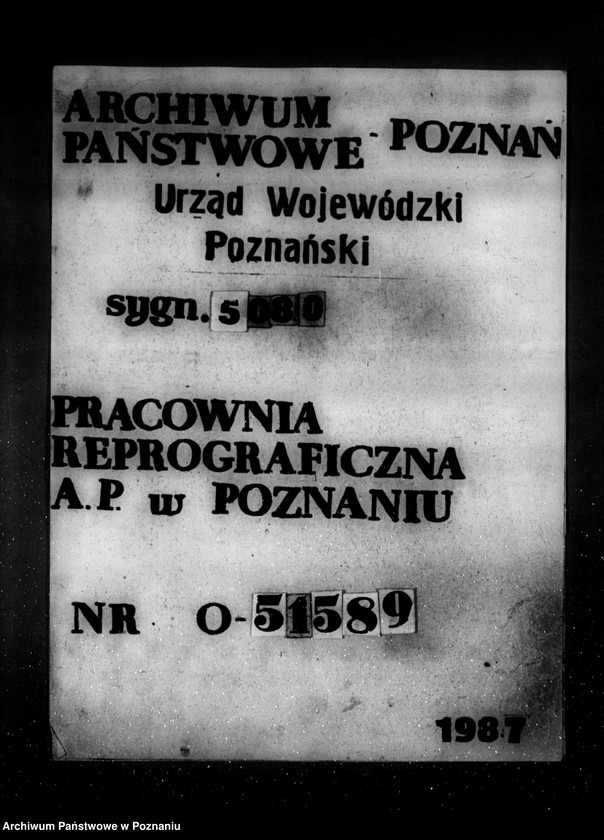 ARCHIWUM
PAŃSTWOWE - POZNAŃ
Urząd Wojewódzki
Poznański
sygn. 5080
PRACOWNIA
REPROGRAFICZNA
A.P. w POZNANIU
NR O-51589
1987
Archiwum Państwowe w Poznaniu